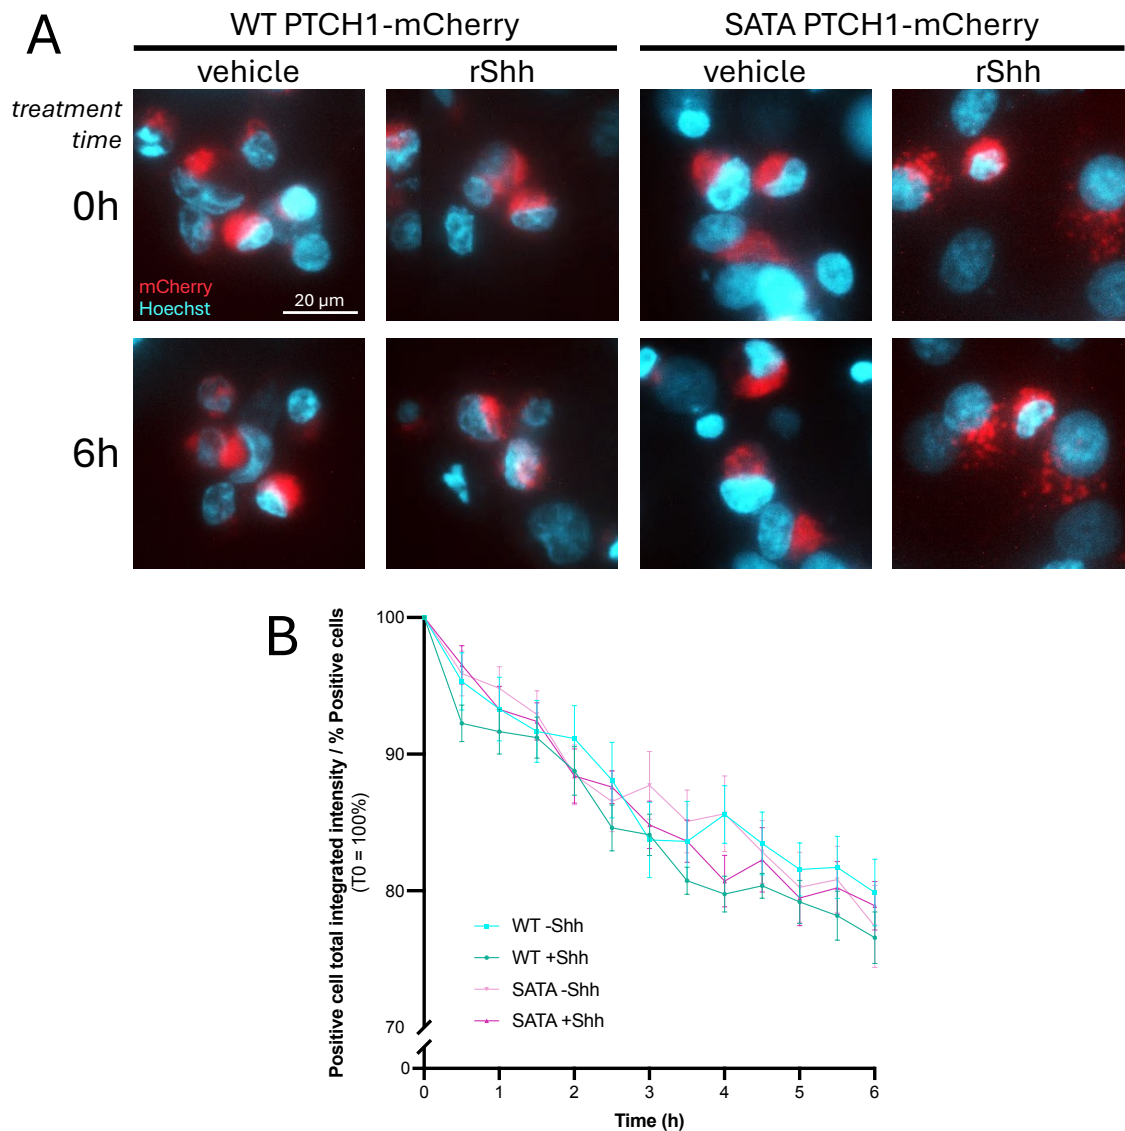 A
WT PTCH1-mCherry
SATA PTCH1-mCherry
vehicle
rShh
vehicle
rShh
treatment
time
0h
mCherry
Hoechst
20 µm
6h
B
Positive cell total integrated intensity / % Positive cells
(T0 = 100%)
100
90
80
70
0
WT -Shh
WT +Shh
SATA -Shh
SATA +Shh
0
1
2
3
4
5
6
Time (h)